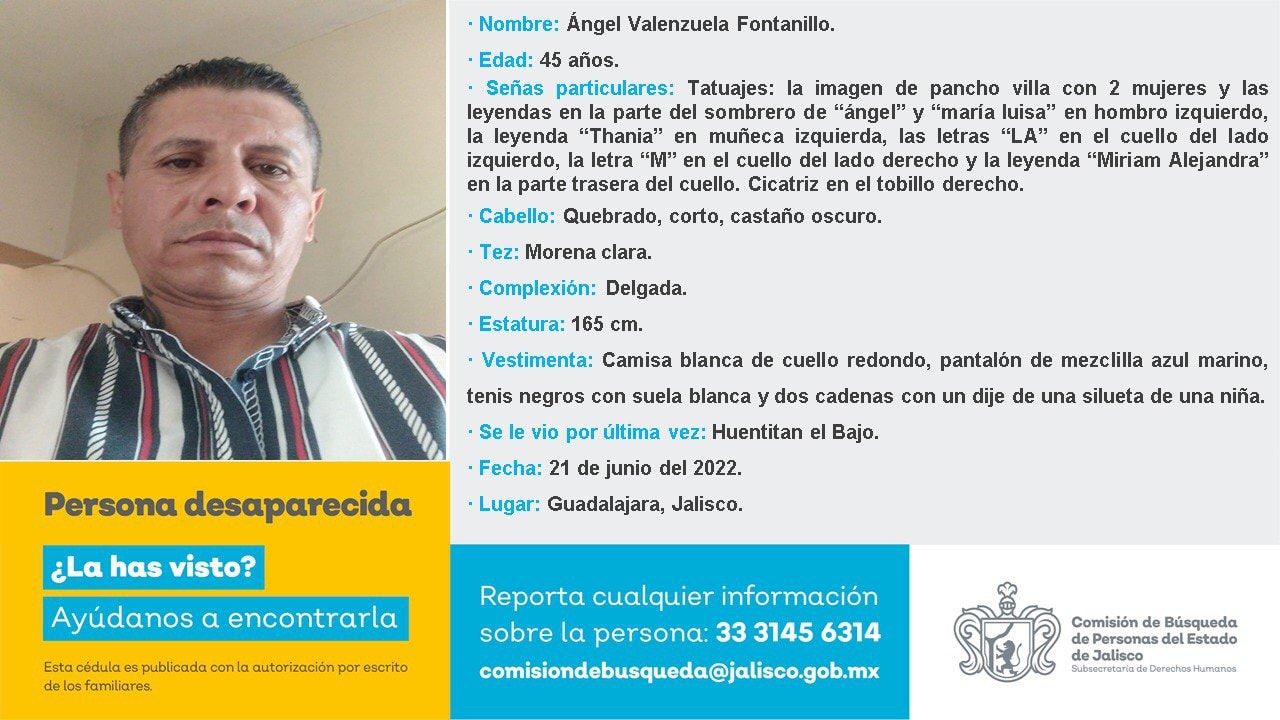 · Nombre: Ángel Valenzuela Fontanillo.
· Edad: 45 años.
· Señas particulares: Tatuajes: la imagen de pancho villa con 2 mujeres y las
leyendas en la parte del sombrero de “ángel” y “maría luisa” en hombro izquierdo,
la leyenda “Thania” en muñeca izquierda, las letras “LA” en el cuello del lado
izquierdo, la letra “M” en el cuello del lado derecho y la leyenda “Miriam Alejandra”
en la parte trasera del cuello. Cicatriz en el tobillo derecho.
· Cabello: Quebrado, corto, castaño oscuro.
· Tez: Morena clara.
· Complexión: Delgada.
· Estatura: 165 cm.
· Vestimenta: Camisa blanca de cuello redondo, pantalón de mezclilla azul marino,
tenis negros con suela blanca y dos cadenas con un dije de una silueta de una niña.
· Se le vio por última vez: Huentitan el Bajo.
· Fecha: 21 de junio del 2022.
· Lugar: Guadalajara, Jalisco.
Persona desaparecida
¿La has visto?
Ayúdanos a encontrarla
Esta cédula es publicada con la autorización por escrito
de los familiares.
Reporta cualquier información
sobre la persona: 33 3145 6314
comisiondebusqueda@jalisco.gob.mx
Comisión de Búsqueda
de Personas del Estado
de Jalisco
Subsecretaría de Derechos Humanos